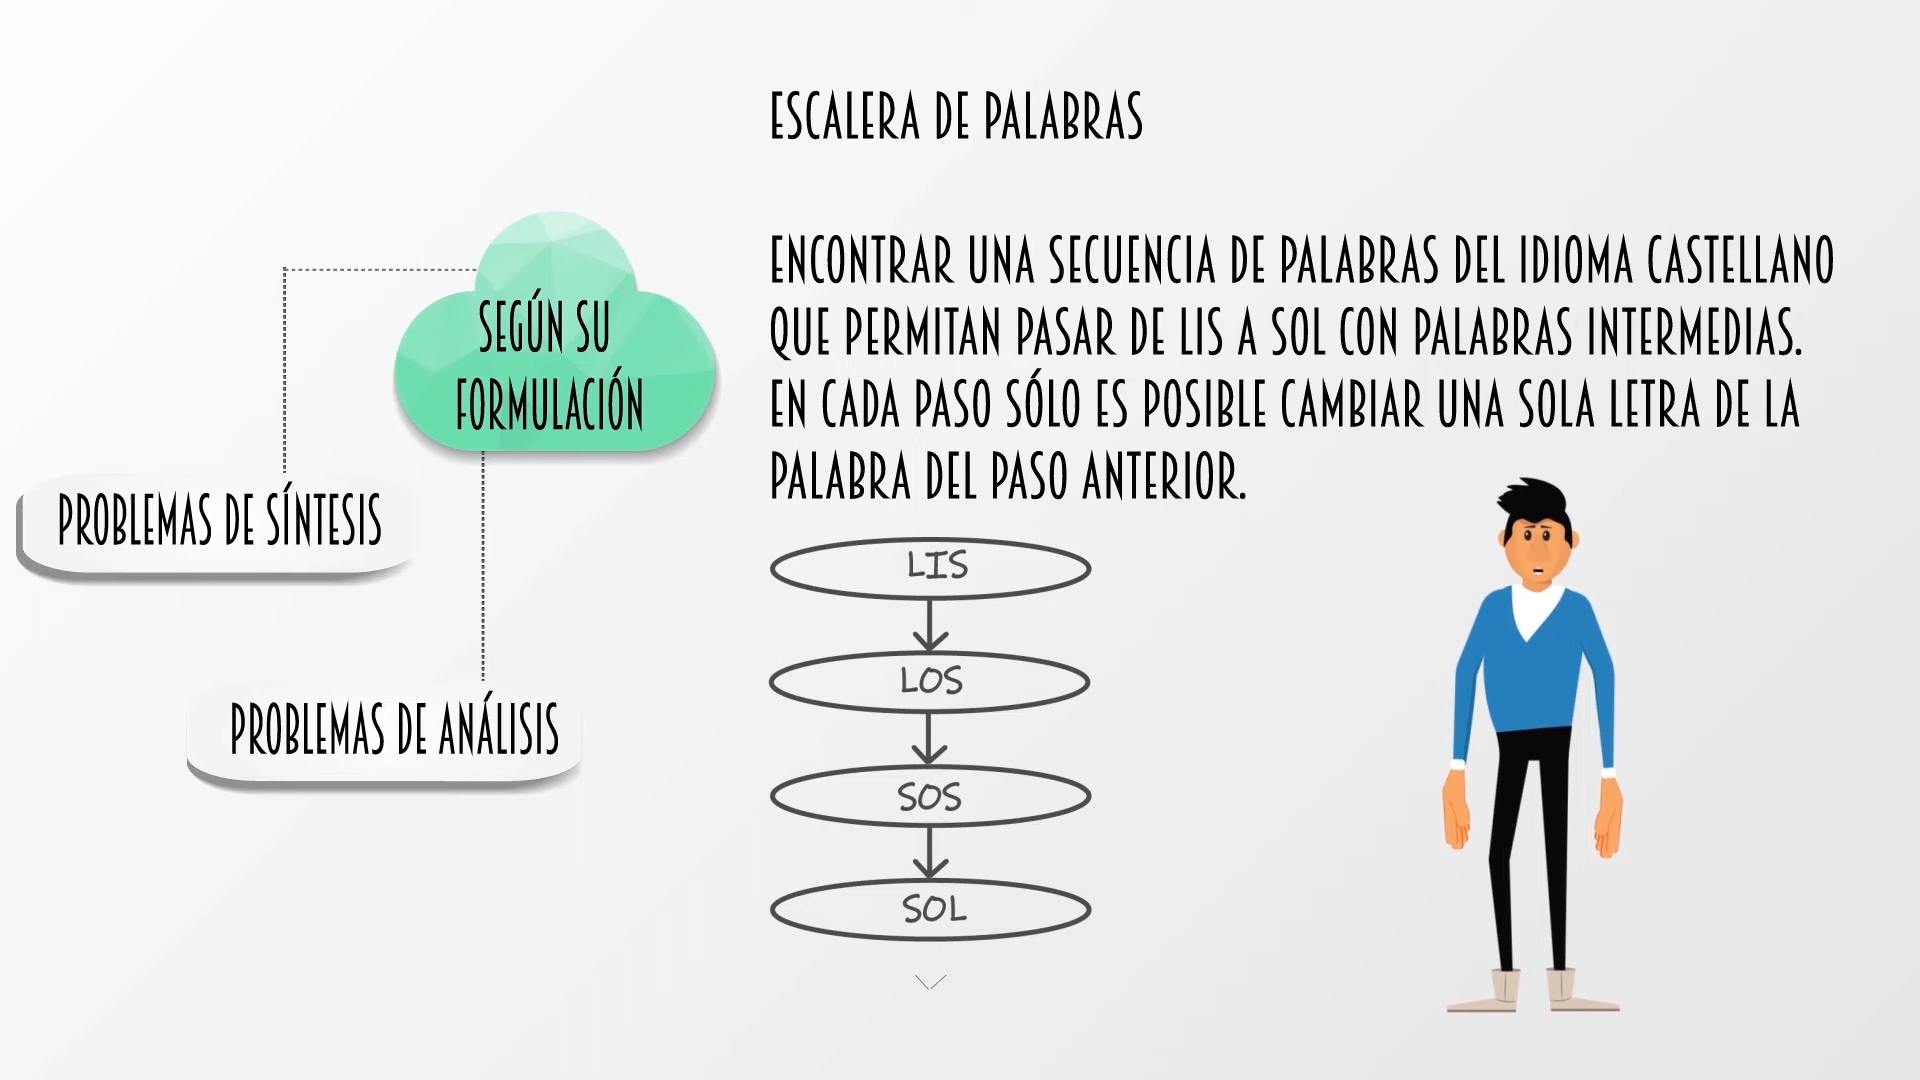 ESCALERA DE PALABRAS
ENCONTRAR UNA SECUENCIA DE PALABRAS DEL IDIOMA CASTELLANO
QUE PERMITAN PASAR DE LIS A SOL CON PALABRAS INTERMEDIAS.
EN CADA PASO SÓLO ES POSIBLE CAMBIAR UNA SOLA LETRA DE LA
PALABRA DEL PASO ANTERIOR.
SEGÚN SU
FORMULACIÓN
PROBLEMAS DE SÍNTESIS
PROBLEMAS DE ANÁLISIS
LIS
LOS
SOS
SOL